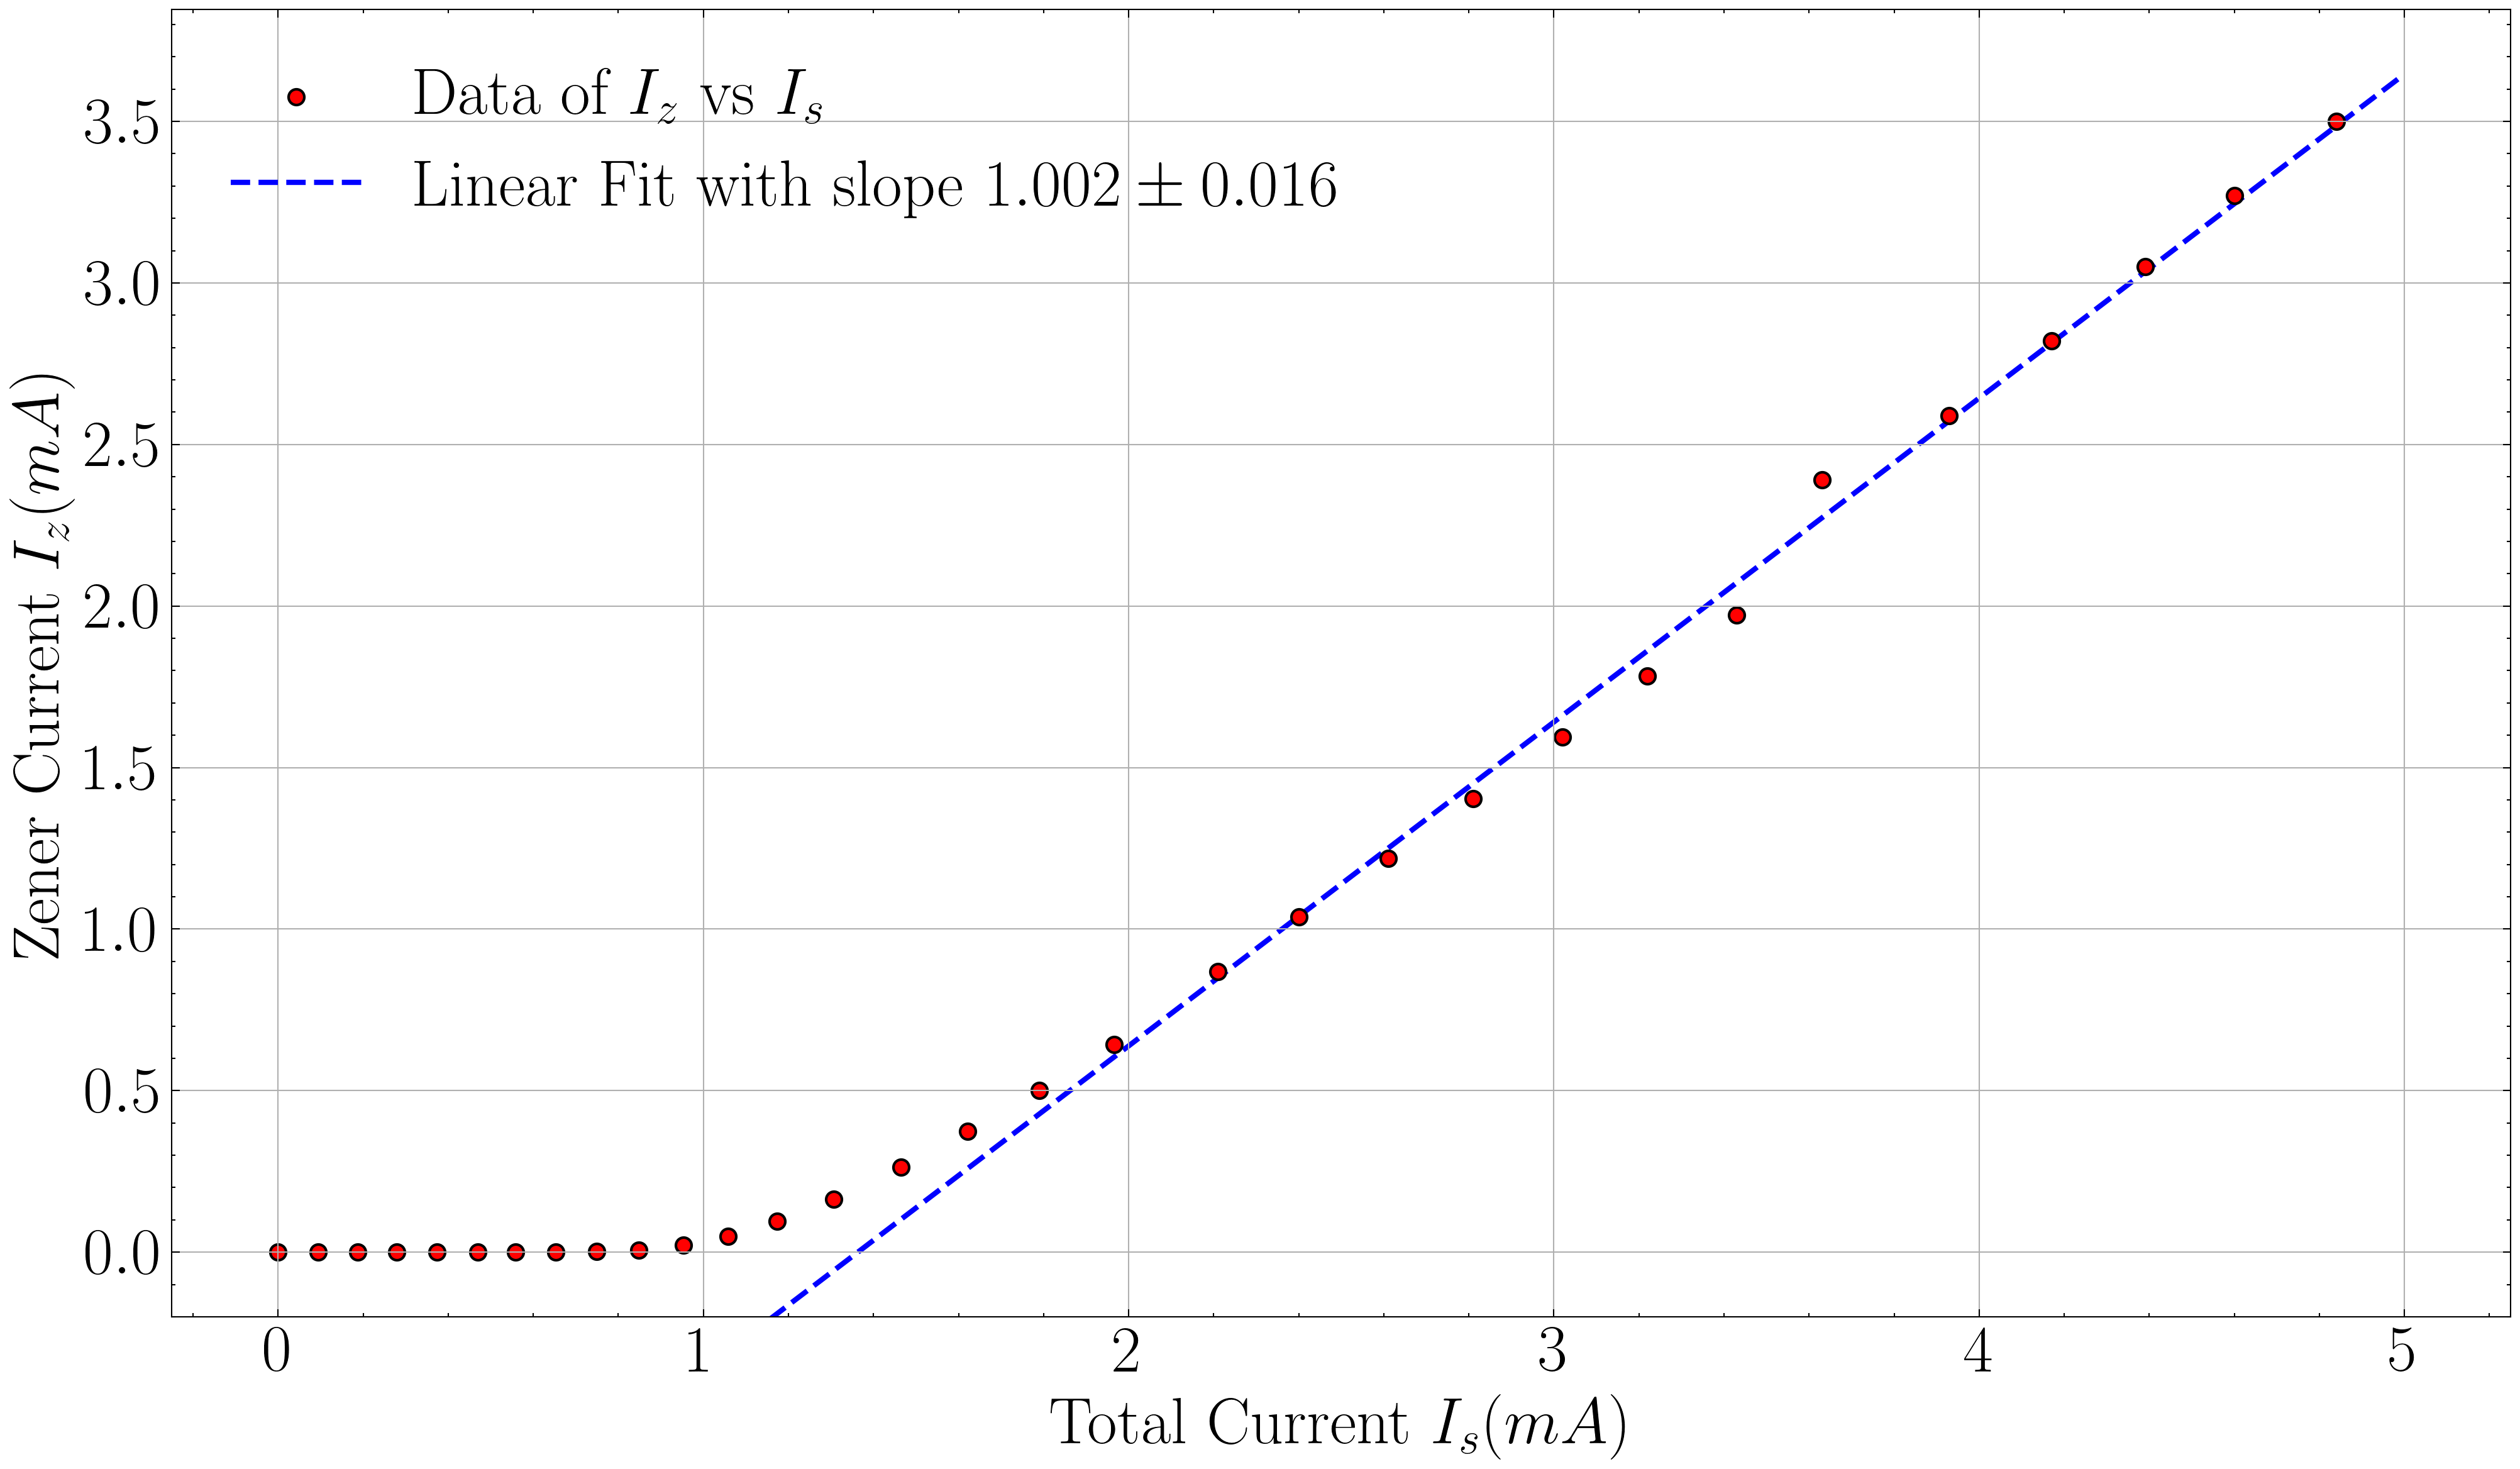 Data of I_z vs I_s
Linear Fit with slope 1.002 ± 0.016
3.5
3.0
2.5
2.0
1.5
1.0
0.5
0.0
Zener Current I_z(mA)
0 1 2 3 4 5
Total Current I_s(mA)